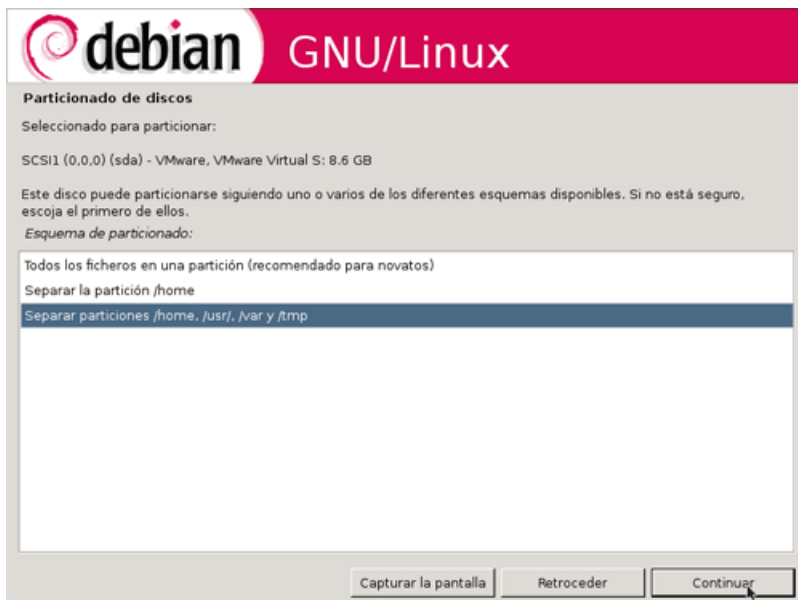 debian GNU/Linux
Particionado de discos
Seleccionado para particionar:
SCSI1 (0,0,0) (sda) - VMware, VMware Virtual S: 8.6 GB
Este disco puede particionarse siguiendo uno o varios de los diferentes esquemas disponibles. Si no está seguro,
escoja el primero de ellos.
Esquema de particionado:
Todos los ficheros en una partición (recomendado para novatos)
Separar la partición /home
Separar particiones /home, /usr/, /var y /tmp
Capturar la pantalla Retroceder Continuar